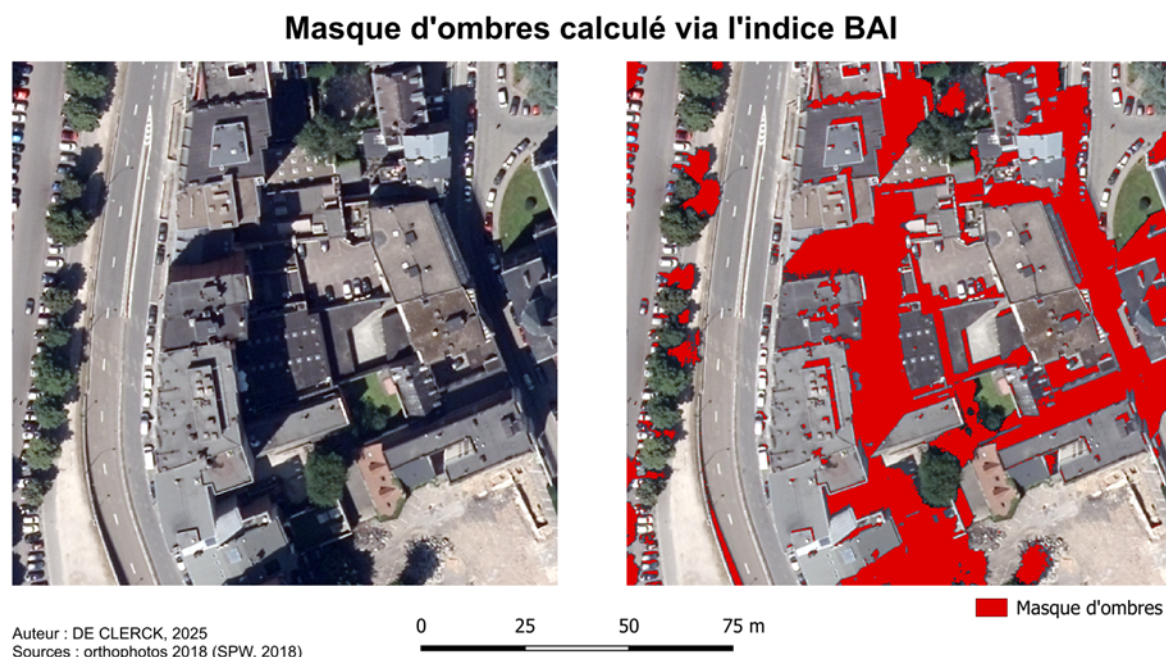 Masque d'ombres calculé via l'indice BAI
Masque d'ombres
Auteur : DE CLERCK, 2025
Sources : orthophotos 2018 (SPW, 2018)
0 25 50 75 m